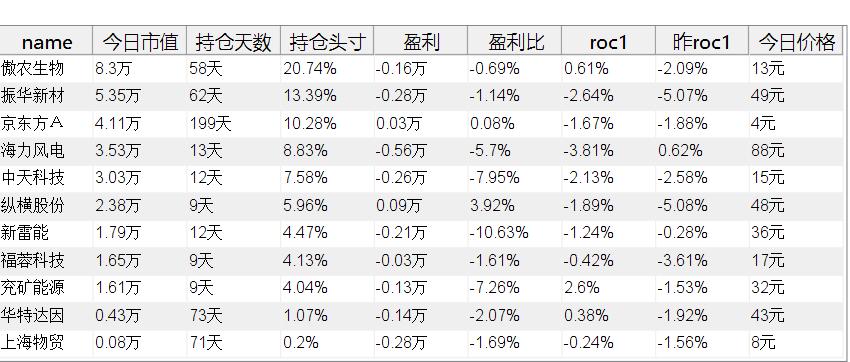 name 今日市值 持仓天数 持仓头寸 盈利 盈利比 roc1 昨roc1 今日价格
傲农生物 8.3万 58天 20.74% -0.16万 -0.69% 0.61% -2.09% 13元
振华新材 5.35万 62天 13.39% -0.28万 -1.14% -2.64% -5.07% 49元
京东方Ａ 4.11万 199天 10.28% 0.03万 0.08% -1.67% -1.88% 4元
海力风电 3.53万 13天 8.83% -0.56万 -5.7% -3.81% 0.62% 88元
中天科技 3.03万 12天 7.58% -0.26万 -7.95% -2.13% -2.58% 15元
纵横股份 2.38万 9天 5.96% 0.09万 3.92% -1.89% -5.08% 48元
新雷能 1.79万 12天 4.47% -0.21万 -10.63% -1.24% -0.28% 36元
福蓉科技 1.65万 9天 4.13% -0.03万 -1.61% -0.42% -3.61% 17元
兖矿能源 1.61万 9天 4.04% -0.13万 -7.26% 2.6% -1.53% 32元
华特达因 0.43万 73天 1.07% -0.14万 -2.07% 0.38% -1.92% 43元
上海物贸 0.08万 71天 0.2% -0.28万 -1.69% -0.24% -1.56% 8元